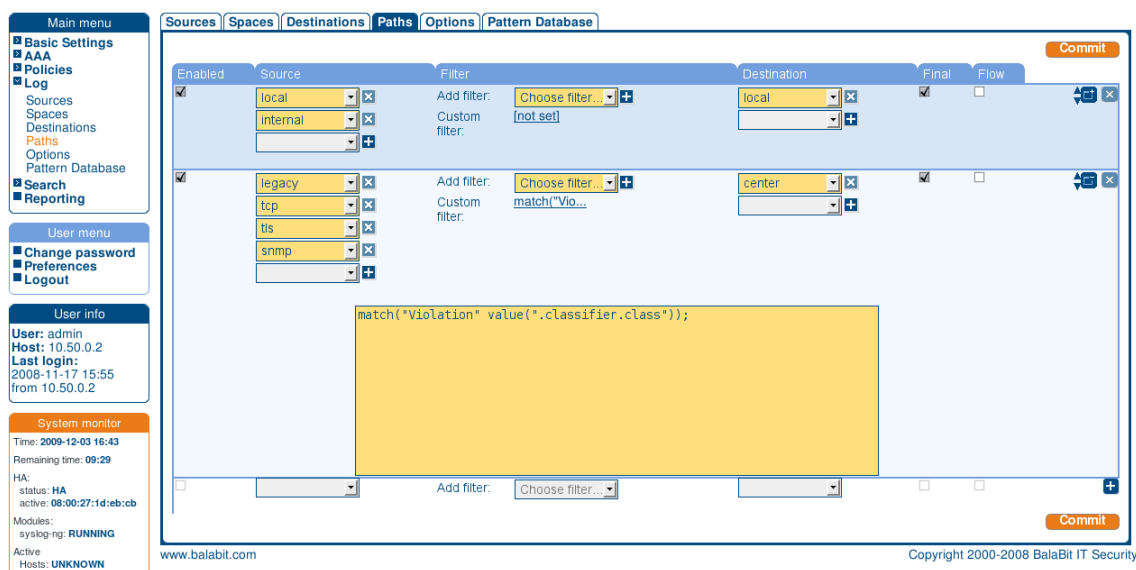 Main menu
Basic Settings
AAA
Policies
Log
Sources
Spaces
Destinations
Paths
Options
Pattern Database
Search
Reporting
User menu
Change password
Preferences
Logout
User info
User: admin
Host: 10.50.0.2
Last login:
2008-11-17 15:55
from 10.50.0.2
System monitor
Time: 2009-12-03 16:43
Remaining time: 09:29
HA:
status: HA
active: 08:00:27:1d:eb:cb
Modules:
syslog-ng: RUNNING
Active
Hosts: UNKNOWN
Sources Spaces Destinations Paths Options Pattern Database
Commit
Enabled Source Filter Destination Final Flow
local Add filter: Choose filter... local
internal Custom filter: [not set]
legacy Add filter: Choose filter... center
tcp Custom filter: match("Vio...
tls
snmp
match("Violation" value(".classifier.class"));
Add filter: Choose filter...
Commit
www.balabit.com Copyright 2000-2008 BalaBit IT Security